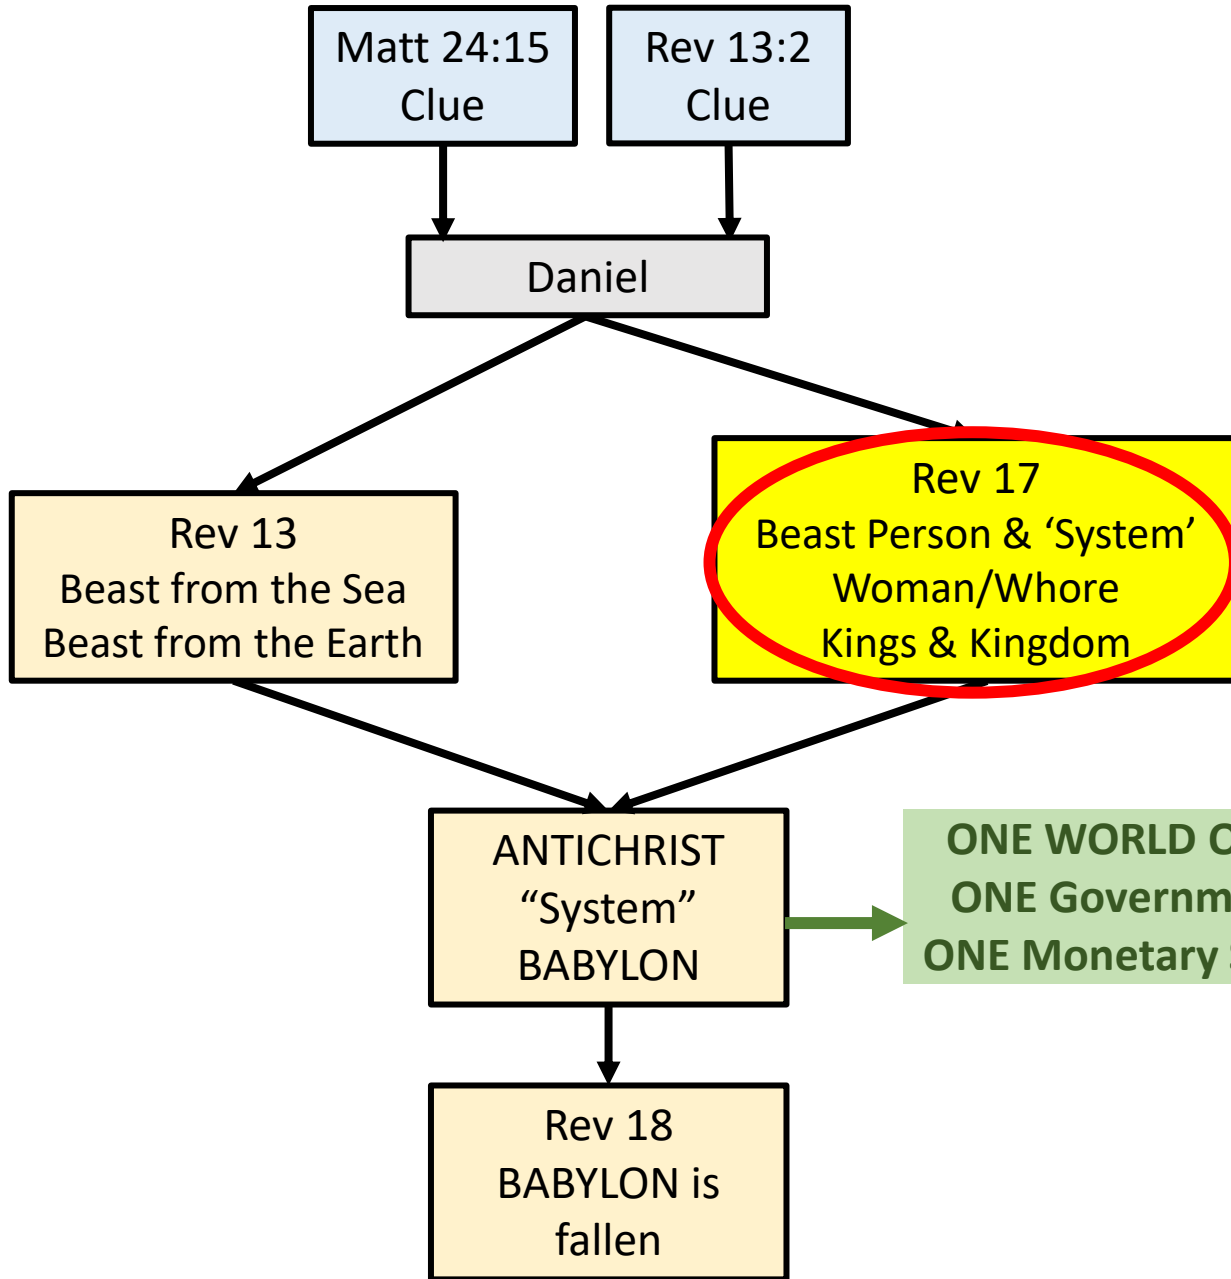 Matt 24:15
Clue
Rev 13:2
Clue
Daniel
Rev 13
Beast from the Sea
Beast from the Earth
Rev 17
Beast Person & ‘System’
Woman/Whore
Kings & Kingdom
ANTICHRIST
“System”
BABYLON
ONE WORLD
ONE
ONE Monetary
Rev 18
BABYLON is
fallen